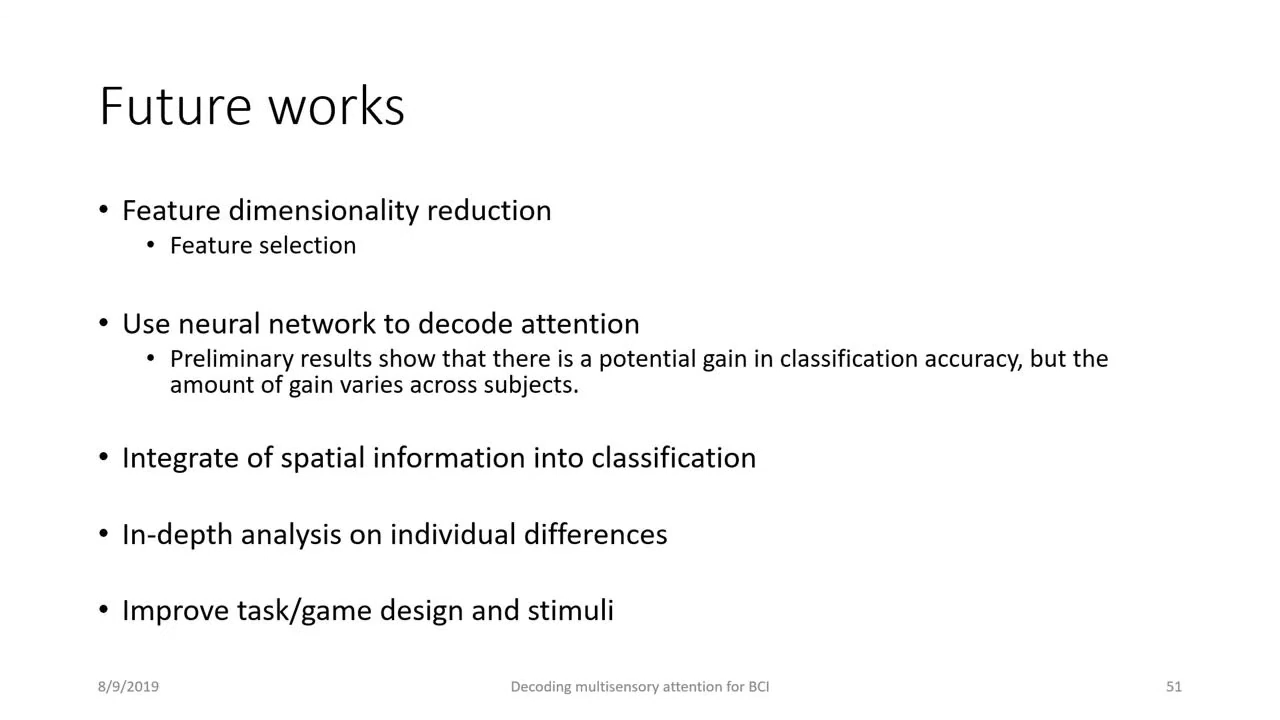 Future works
• Feature dimensionality reduction
• Feature selection
• Use neural network to decode attention
• Preliminary results show that there is a potential gain in classification accuracy, but the
amount of gain varies across subjects.
• Integrate of spatial information into classification
• In-depth analysis on individual differences
• Improve task/game design and stimuli
8/9/2019
Decoding multisensory attention for BCI
51